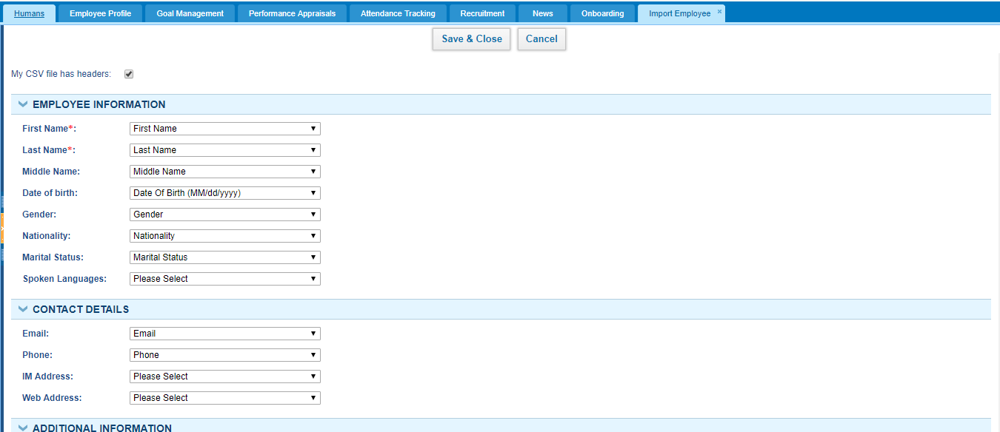 Humans Employee Profile Goal Management Performance Appraisals Attendance Tracking Recruitment News Onboarding Import Employee ×
Save & Close Cancel
My CSV file has headers:
EMPLOYEE INFORMATION
First Name*: First Name
Last Name*: Last Name
Middle Name: Middle Name
Date of birth: Date Of Birth (MM/dd/yyyy)
Gender: Gender
Nationality: Nationality
Marital Status: Marital Status
Spoken Languages: Please Select
CONTACT DETAILS
Email: Email
Phone: Phone
IM Address: Please Select
Web Address: Please Select
ADDITIONAL INFORMATION